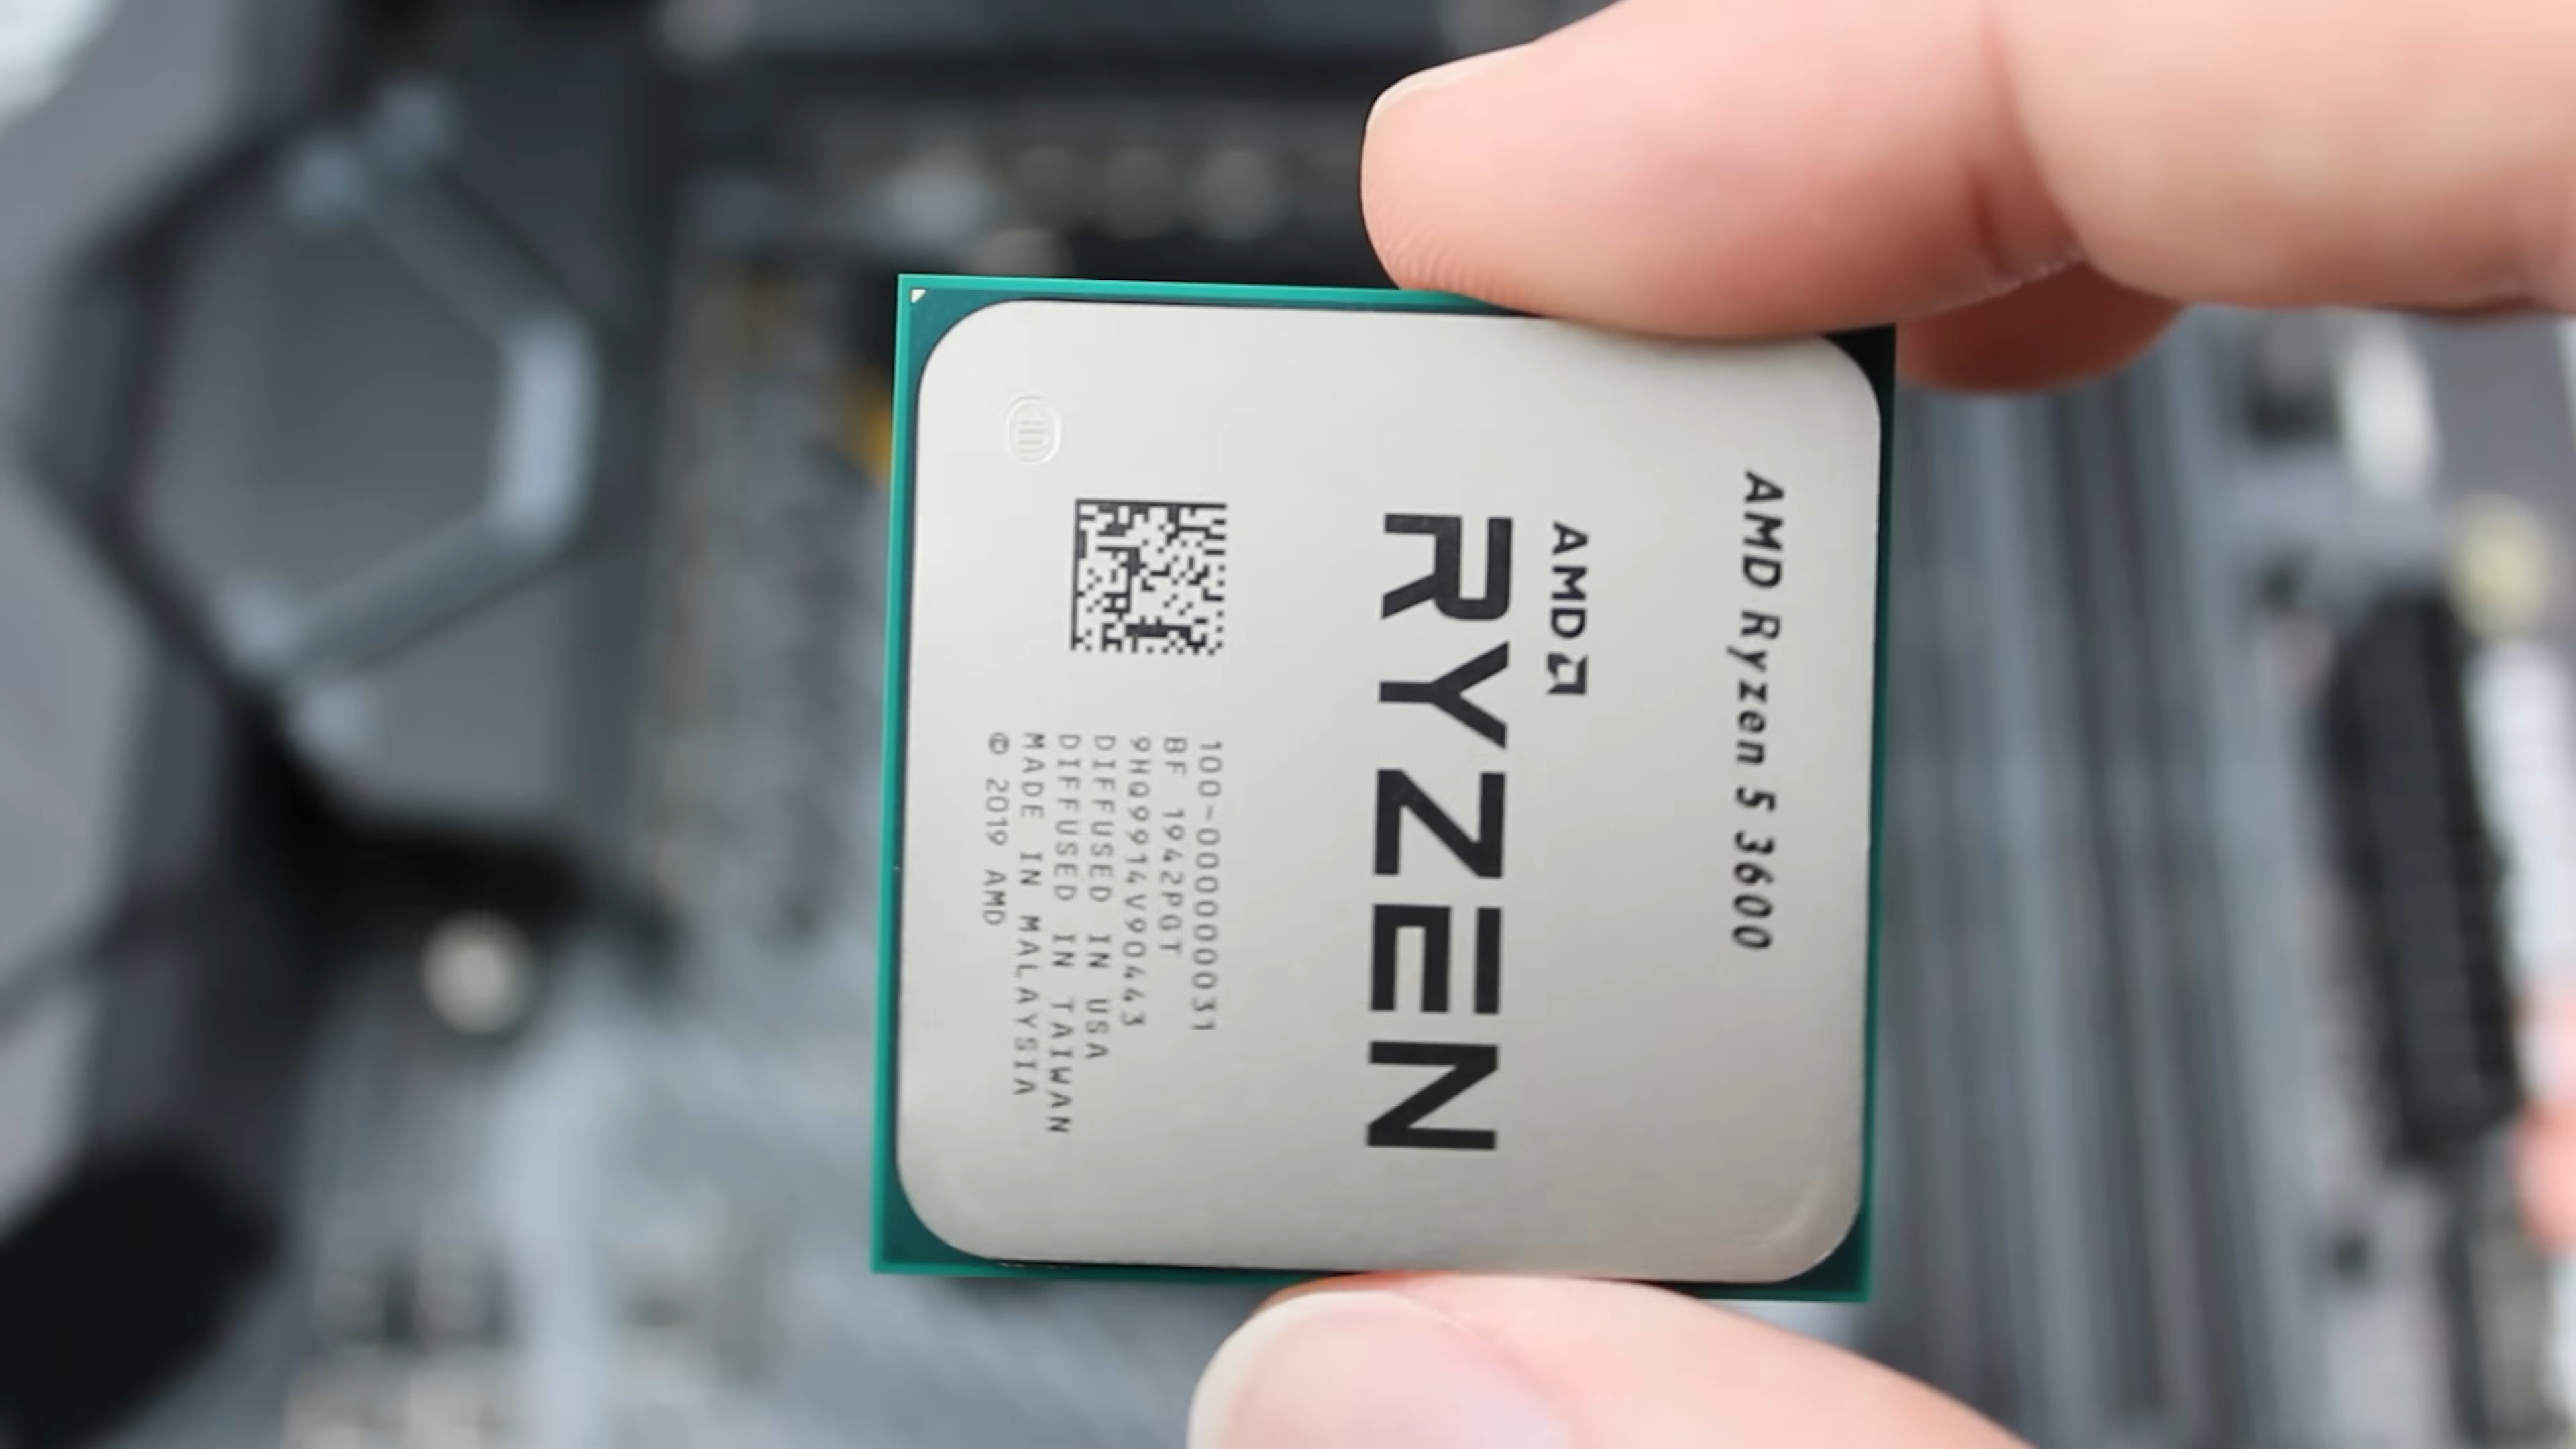 AMD Ryzen 5 3600
AMD
RYZEN
100-000000031
BF 1942PGT
9HQ9914V90443
DIFFUSED IN USA
DIFFUSED IN TAIWAN
MADE IN MALAYSIA
© 2019 AMD